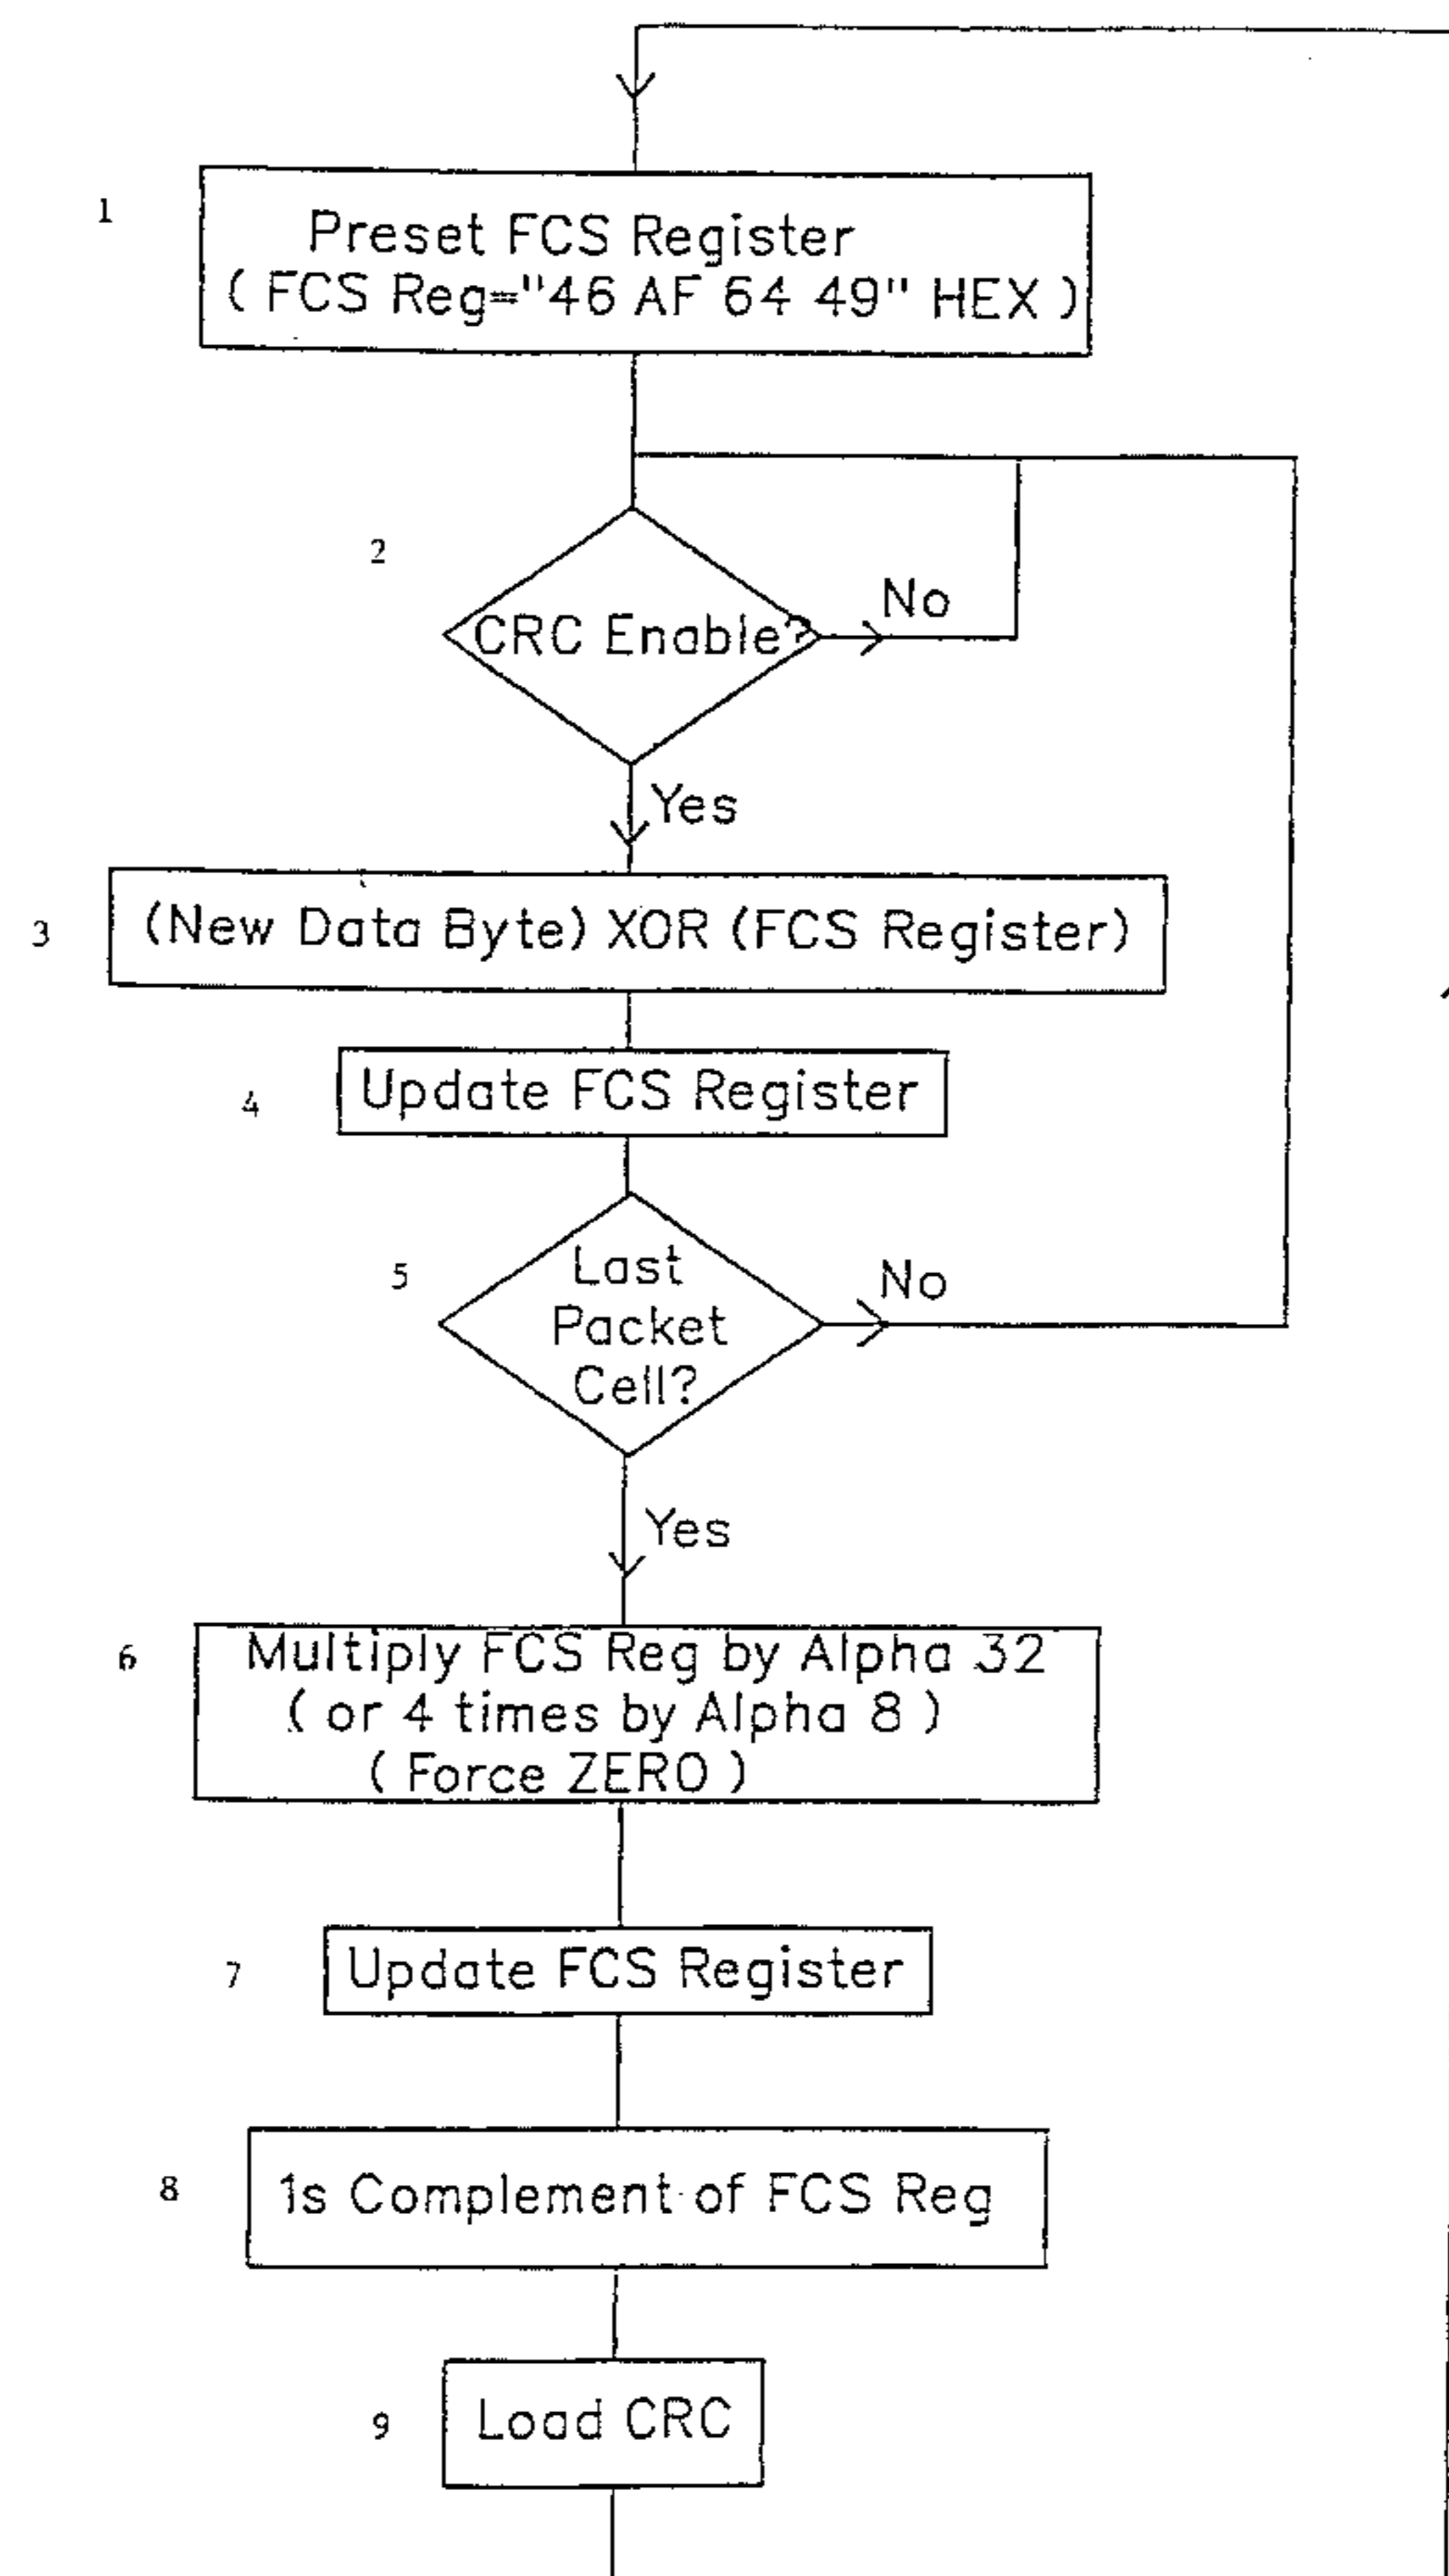 1
Preset FCS Register
( FCS Reg="46 AF 64 49" HEX )
2
CRC Enable?
No
Yes
3
(New Data Byte) XOR (FCS Register)
4
Update FCS Register
5
Last
Packet
Cell?
No
Yes
6
Multiply FCS Reg by Alpha 32
( or 4 times by Alpha 8 )
( Force ZERO )
7
Update FCS Register
8
1s Complement of FCS Reg
9
Load CRC